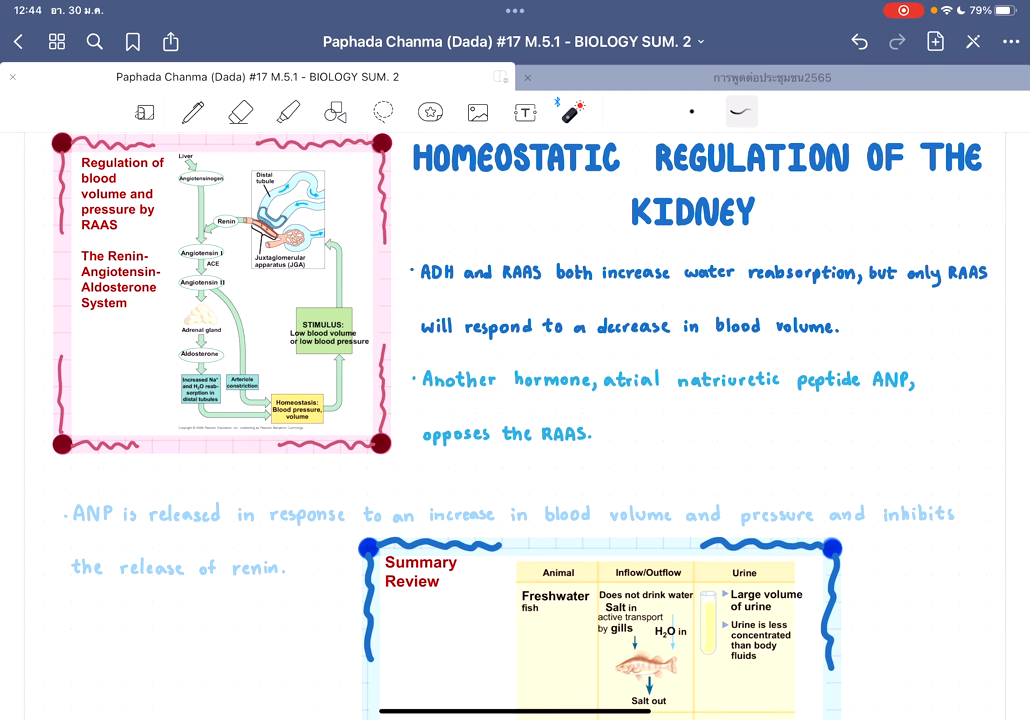 12:44 อา. 30 ม.ค.
79%
Paphada Chanma (Dada) #17 M.5.1 - BIOLOGY SUM. 2
Paphada Chanma (Dada) #17 M.5.1 - BIOLOGY SUM. 2
การพูดต่อประชุมชน2565
Regulation of
blood
volume and
pressure by
RAAS
The Renin-
Angiotensin-
Aldosterone
System
Liver
Angiotensinogen
Distal
tubule
Renin
Juxtaglomerular
apparatus (JGA)
Angiotensin I
ACE
Angiotensin II
Adrenal gland
Aldosterone
Increased Na+
and H2O reab-
sorption in
distal tubules
Arteriole
constriction
STIMULUS:
Low blood volume
or low blood pressure
Homeostasis:
Blood pressure,
volume
HOMEOSTATIC REGULATION OF THE
KIDNEY
· ADH and RAAS both increase water reabsorption, but only RAAS
will respond to a decrease in blood volume.
· Another hormone, atrial natriuretic peptide ANP,
opposes the RAAS.
· ANP is released in response to an increase in blood volume and pressure and inhibits
the release of renin.
Summary
Review
Animal Inflow/Outflow Urine
Freshwater
fish
Does not drink water
Salt in
active transport
by gills
H2O in
Salt out
Large volume
of urine
Urine is less
concentrated
than body
fluids